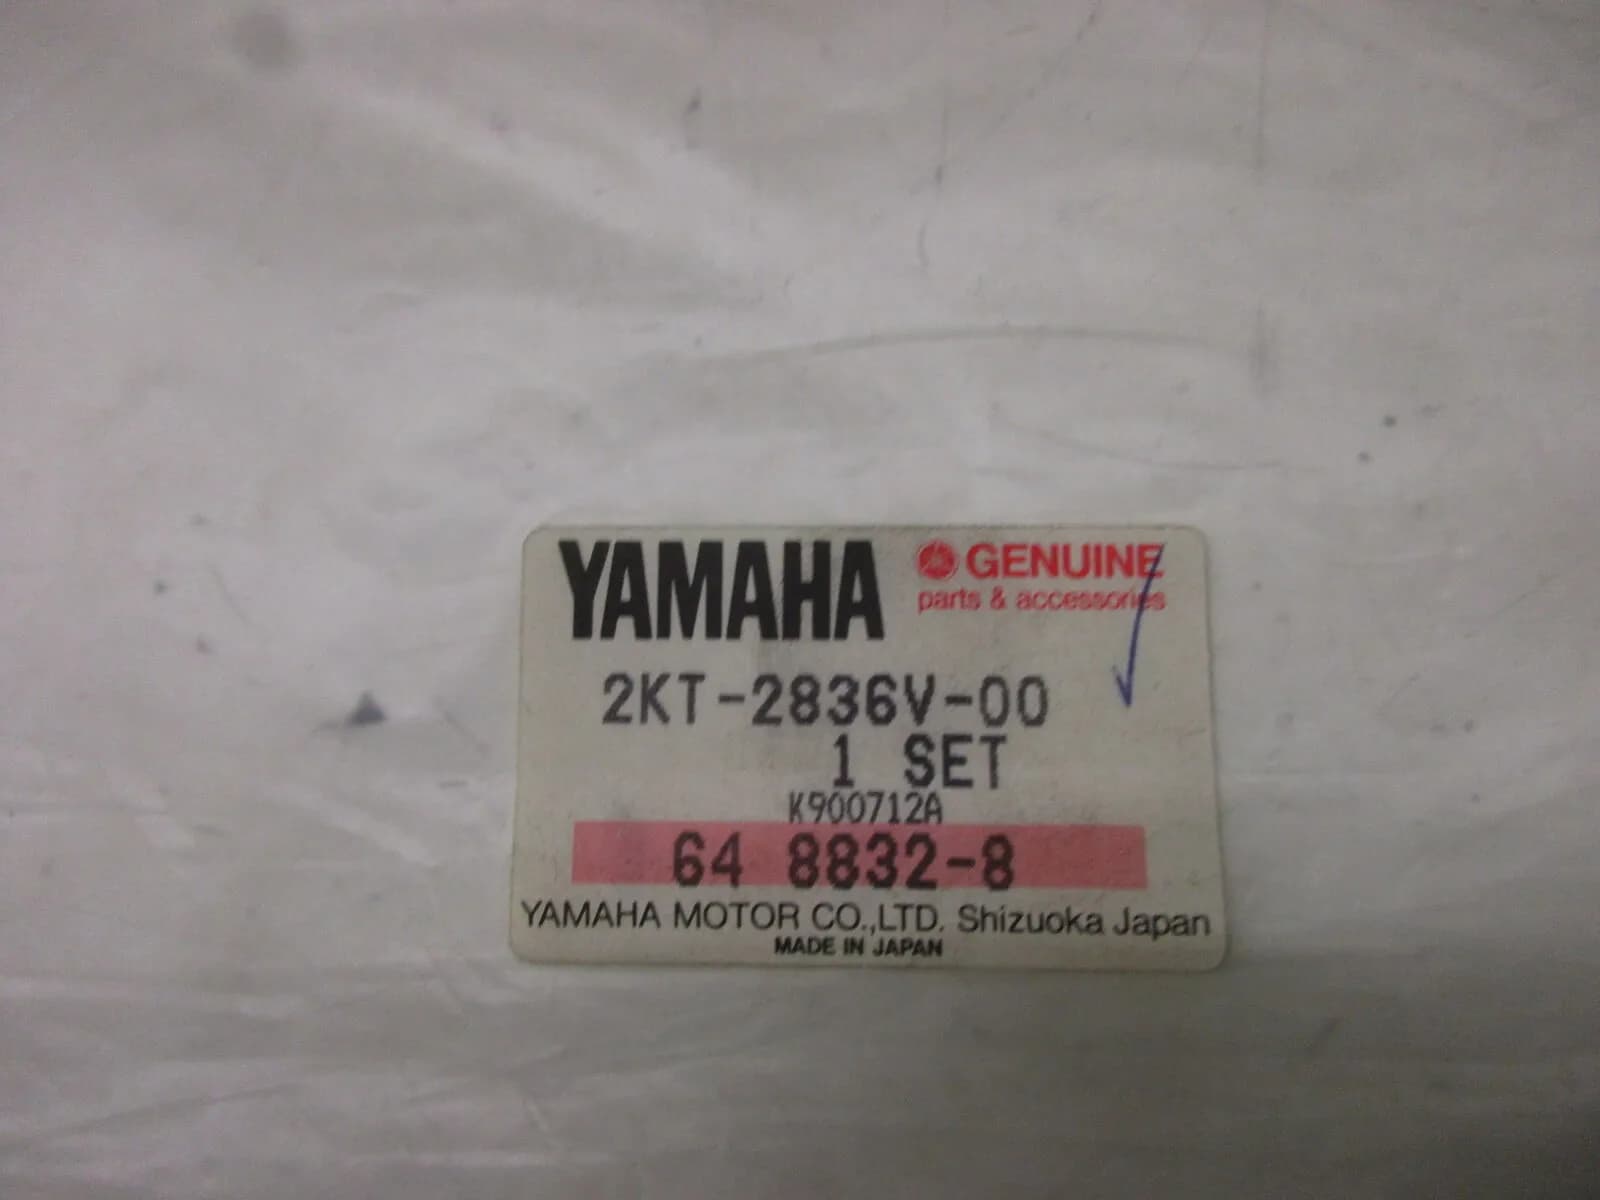 YAMAHA GENUINE
parts & accessories
2KT-2836V-00
1 SET
K900712A
64 8832-8
YAMAHA MOTOR CO.,LTD. Shizuoka Japan
MADE IN JAPAN